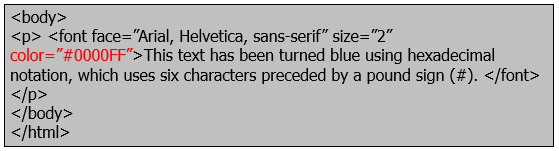 <body>
<p> <font face=”Arial, Helvetica, sans-serif” size=”2”
color=”#0000FF”>This text has been turned blue using hexadecimal
notation, which uses six characters preceded by a pound sign (#). </font>
</p>
</body>
</html>